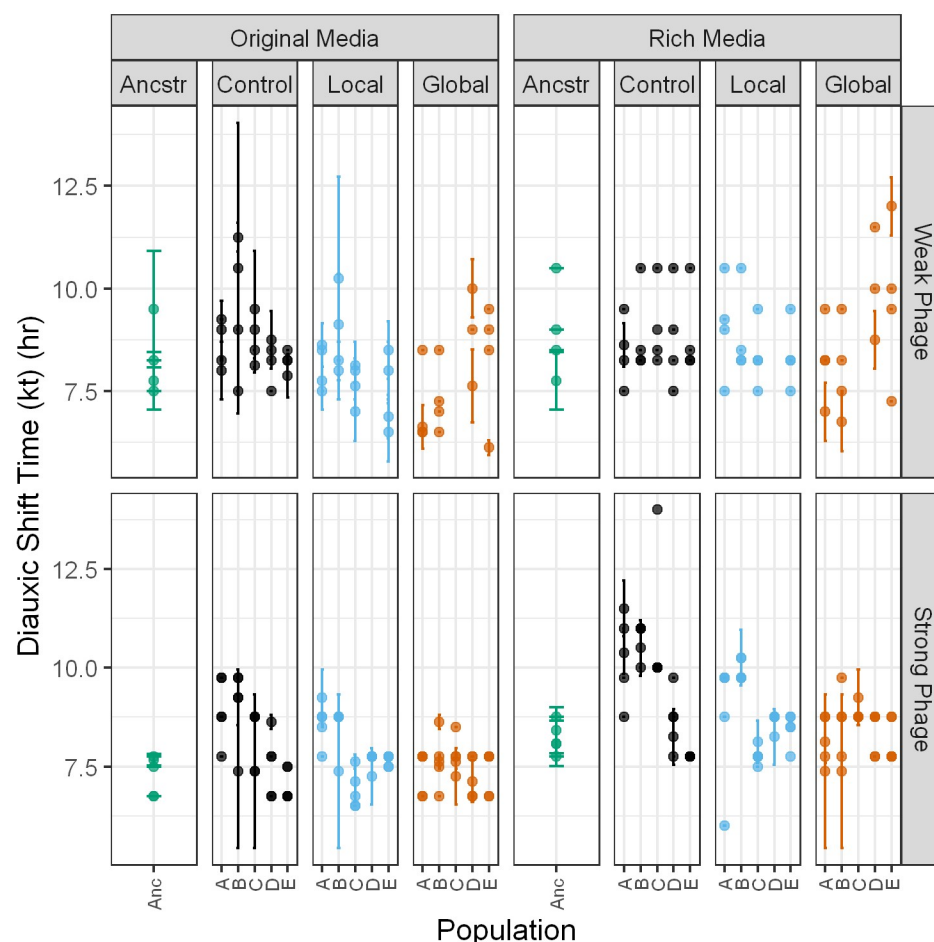 Original Media Rich Media
Ancstr Control Local Global Ancstr Control Local Global
Diauxic Shift Time (kt) (hr)
12.5
10.0
7.5
Weak Phage
12.5
10.0
7.5
Strong Phage
Anc A B C D E A B C D E A B C D E Anc A B C D E A B C D E A B C D E
Population